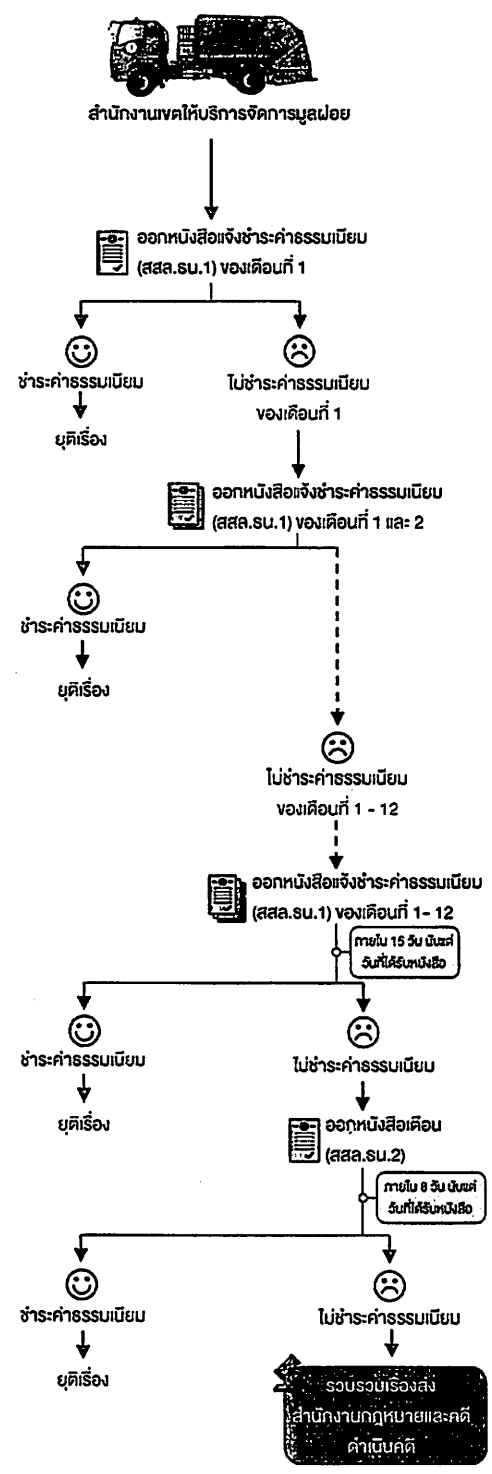 สำนักงานเขตให้บริการจัดการมูลฝอย
ออกหนังสือแจ้งชำระค่าธรรมเนียม
(สสล.ธน.1) ของเดือนที่ 1
ชำระค่าธรรมเนียม
ยุติเรื่อง
ไม่ชำระค่าธรรมเนียม
ของเดือนที่ 1
ออกหนังสือแจ้งชำระค่าธรรมเนียม
(สสล.ธน.1) ของเดือนที่ 1 และ 2
ชำระค่าธรรมเนียม
ยุติเรื่อง
ไม่ชำระค่าธรรมเนียม
ของเดือนที่ 1 - 12
ออกหนังสือแจ้งชำระค่าธรรมเนียม
(สสล.ธน.1) ของเดือนที่ 1- 12
ภายใน 15 วัน นับแต่
วันที่ได้รับหนังสือ
ชำระค่าธรรมเนียม
ยุติเรื่อง
ไม่ชำระค่าธรรมเนียม
ออกหนังสือเตือน
(สสล.ธน.2)
ภายใน 8 วัน นับแต่
วันที่ได้รับหนังสือ
ชำระค่าธรรมเนียม
ยุติเรื่อง
ไม่ชำระค่าธรรมเนียม
รวบรวมเรื่องส่ง
สำนักงานกฎหมายและคดี
ดำเนินคดี